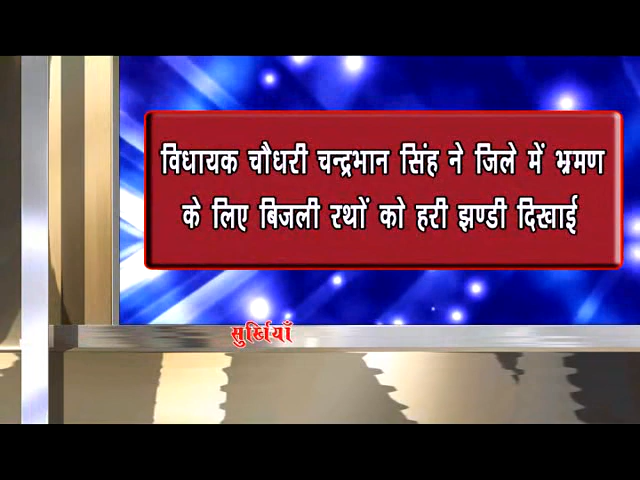 विधायक चौधरी चन्द्रभान सिंह ने जिले में भ्रमण
के लिए बिजली रथों को हरी झण्डी दिखाई
सुर्ख़ियाँ